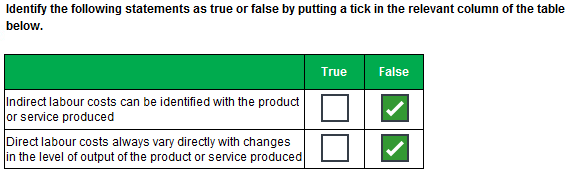 Identify the following statements as true or false by putting a tick in the relevant column of the table
below.
True False
Indirect labour costs can be identified with the product
or service produced
Direct labour costs always vary directly with changes
in the level of output of the product or service produced